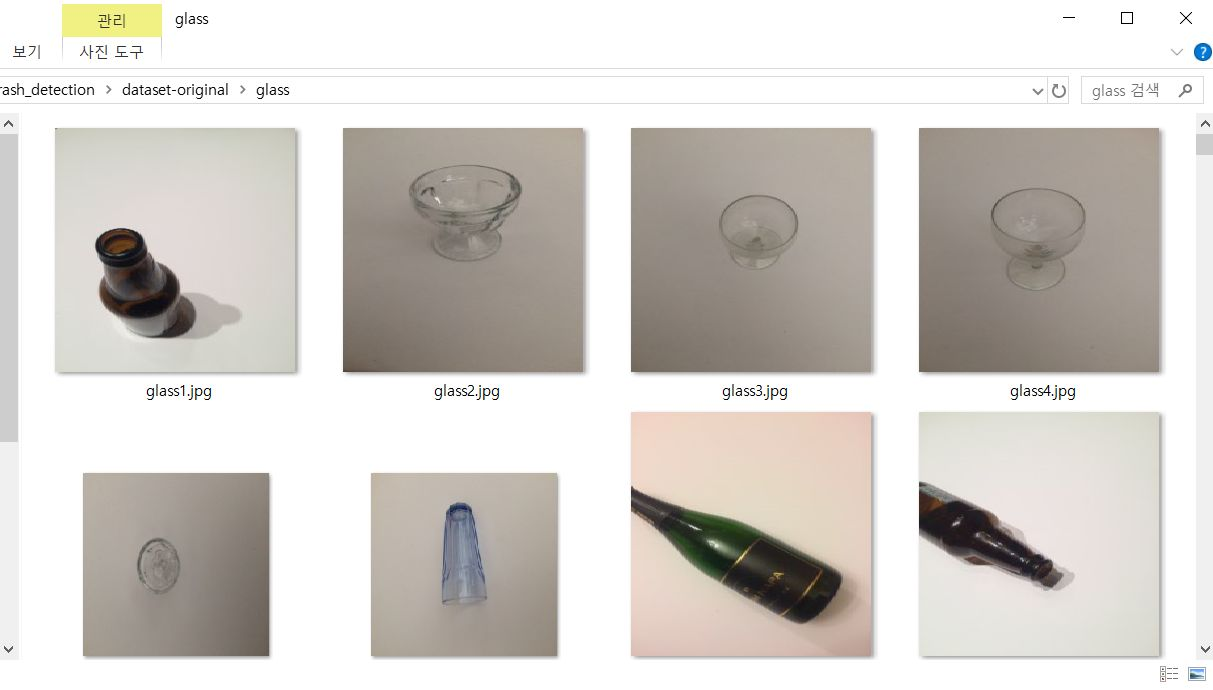 관리 glass
보기 사진 도구
?
rash_detection > dataset-original > glass
glass 검색
glass1.jpg glass2.jpg glass3.jpg glass4.jpg